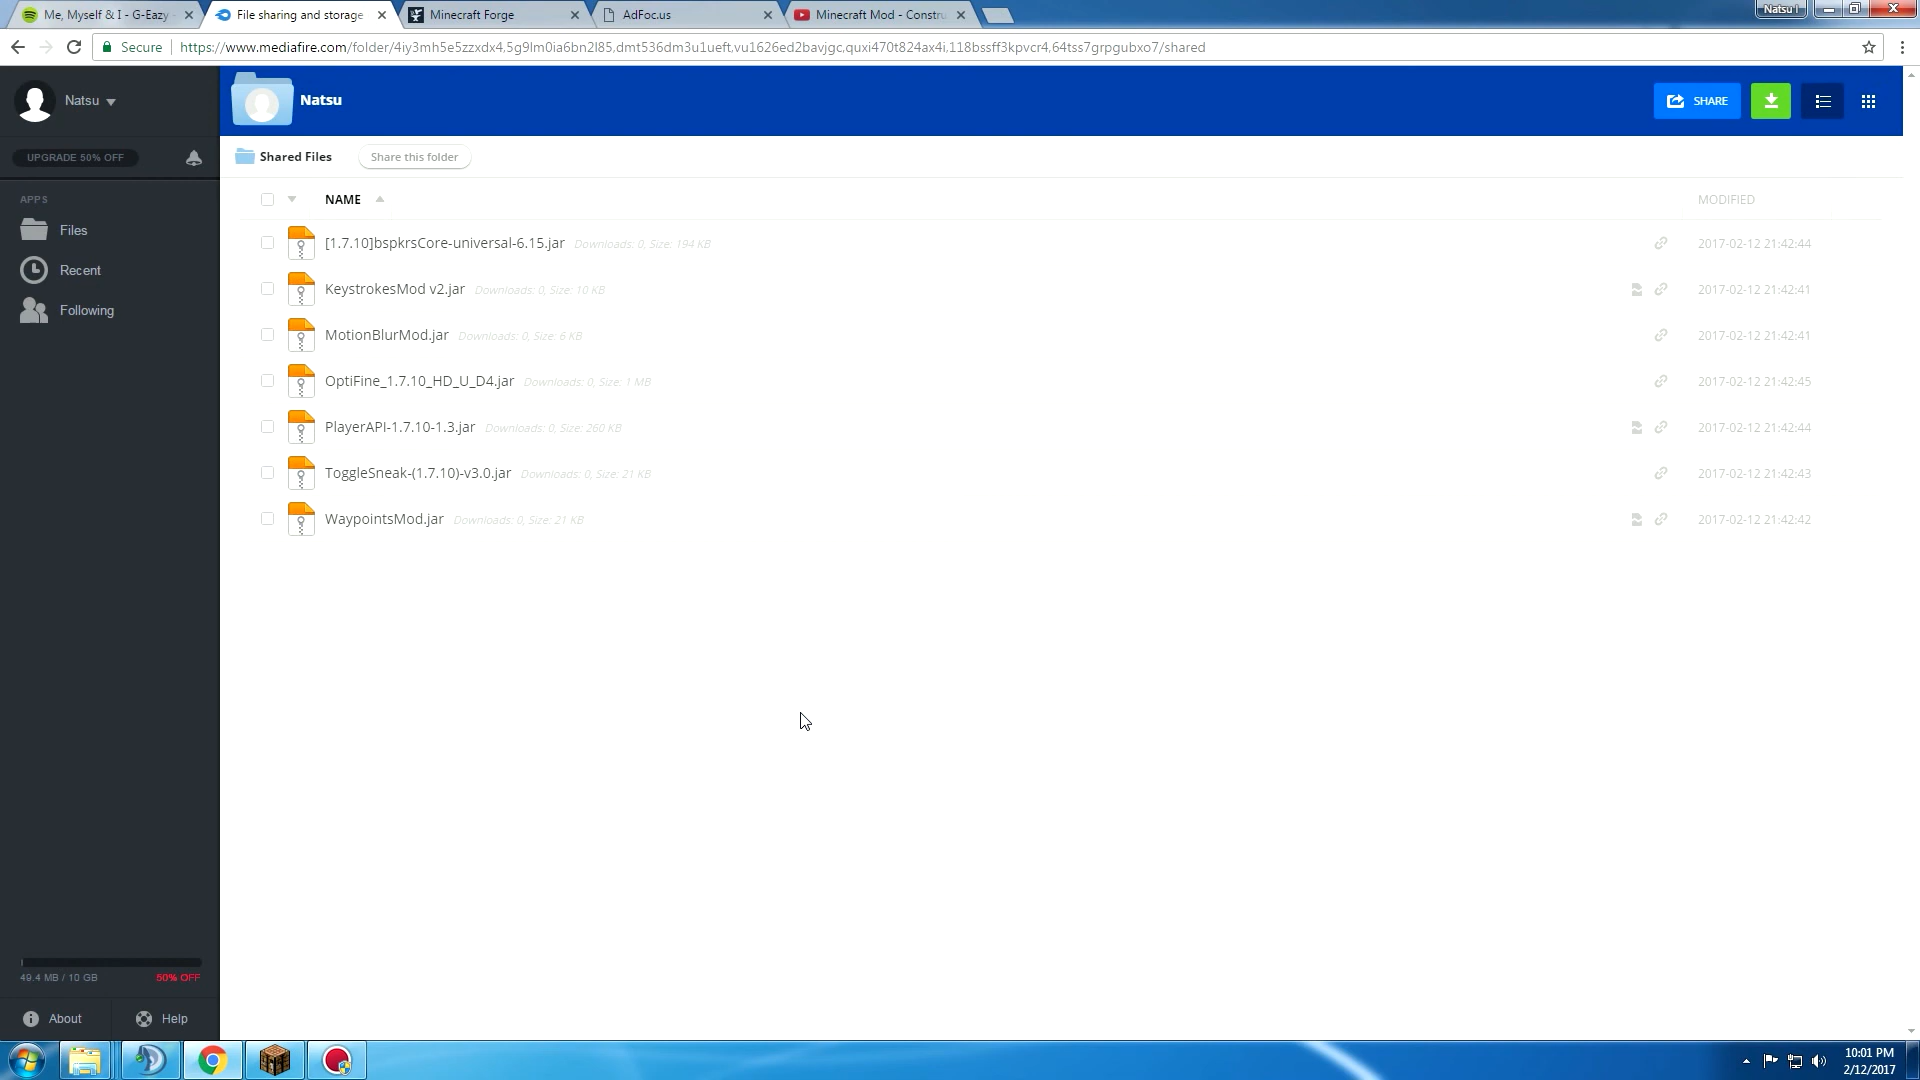 Me, Myself & I - G-Eazy
File sharing and storage
Minecraft Forge
AdFoc.us
Minecraft Mod - Constru
Natsu I
Secure
https://www.mediafire.com/folder/4iy3mh5e5zzxdx4,5g9lm0ia6bn2l85,dmt536dm3u1ueft,vu1626ed2bavjgc,quxi470t824ax4i,118bssff3kpvcr4,64tss7grpgubxo7/shared
Natsu
Natsu
SHARE
UPGRADE 50% OFF
Shared Files
Share this folder
APPS
NAME
MODIFIED
Files
[1.7.10]bspkrsCore-universal-6.15.jar Downloads: 0, Size: 194 KB 2017-02-12 21:42:44
Recent
KeystrokesMod v2.jar Downloads: 0, Size: 10 KB 2017-02-12 21:42:41
Following
MotionBlurMod.jar Downloads: 0, Size: 6 KB 2017-02-12 21:42:41
OptiFine_1.7.10_HD_U_D4.jar Downloads: 0, Size: 1 MB 2017-02-12 21:42:45
PlayerAPI-1.7.10-1.3.jar Downloads: 0, Size: 260 KB 2017-02-12 21:42:44
ToggleSneak-(1.7.10)-v3.0.jar Downloads: 0, Size: 21 KB 2017-02-12 21:42:43
WaypointsMod.jar Downloads: 0, Size: 21 KB 2017-02-12 21:42:42
49.4 MB / 10 GB
50% OFF
About
Help
10:01 PM
2/12/2017